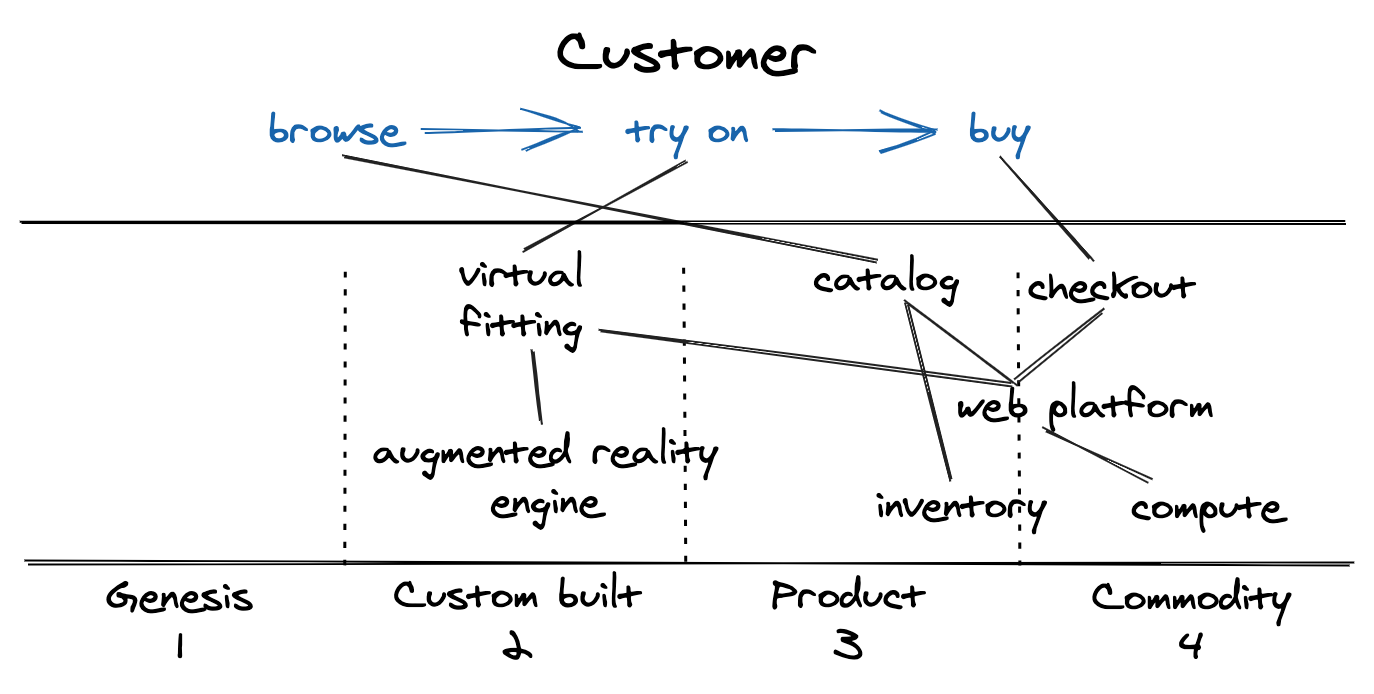 Customer
browse try on buy
virtual
fitting
catalog
checkout
web platform
augmented reality
engine
inventory
compute
Genesis Custom built Product Commodity
1 2 3 4